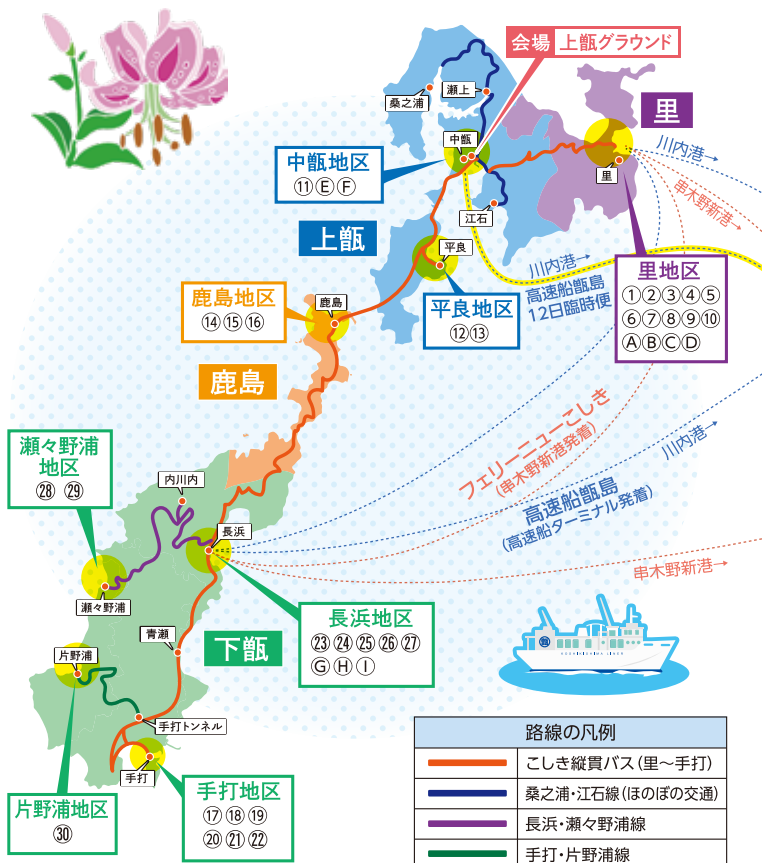 会場 上甑グラウンド
瀬上
桑之浦
里
中甑
川内港→
中甑地区
⑪ⒺⒻ
里
串木野新港→
江石
上甑
平良
川内港→
高速船甑島
12日臨時便
里地区
①②③④⑤
⑥⑦⑧⑨⑩
ⒶⒷⒸⒹ
鹿島地区
⑭⑮⑯
鹿島
平良地区
⑫⑬
鹿島
フェリーニューこしき
(串木野新港発着)
川内港→
瀬々野浦
地区
㉘ ㉙
内川内
高速船甑島
(高速船ターミナル発着)
長浜
串木野新港→
瀬々野浦
長浜地区
㉓㉔㉕㉖㉗
ⒼⒽⒾ
青瀬
下甑
片野浦
手打トンネル
手打
片野浦地区
㉚
手打地区
⑰⑱⑲
⑳㉑㉒
路線の凡例
こしき縦貫バス(里〜手打)
桑之浦・江石線(ほのぼの交通)
長浜・瀬々野浦線
手打・片野浦線